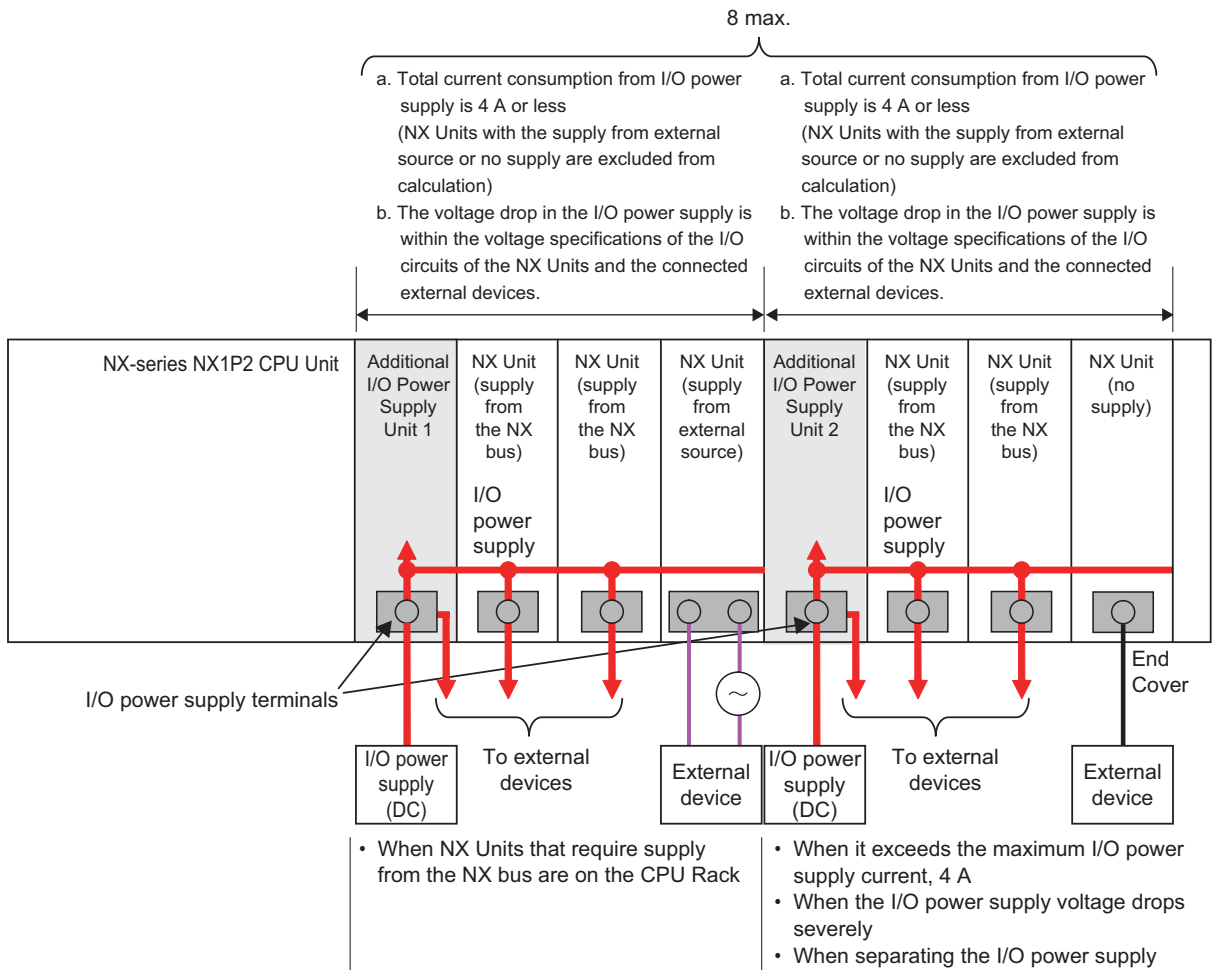 8 max.
a. Total current consumption from I/O power
supply is 4 A or less
(NX Units with the supply from external
source or no supply are excluded from
calculation)
b. The voltage drop in the I/O power supply is
within the voltage specifications of the I/O
circuits of the NX Units and the connected
external devices.
a. Total current consumption from I/O power
supply is 4 A or less
(NX Units with the supply from external
source or no supply are excluded from
calculation)
b. The voltage drop in the I/O power supply is
within the voltage specifications of the I/O
circuits of the NX Units and the connected
external devices.
NX-series NX1P2 CPU Unit
Additional
I/O Power
Supply
Unit 1
NX Unit
(supply
from
the NX
bus)
NX Unit
(supply
from
the NX
bus)
NX Unit
(supply
from
external
source)
Additional
I/O Power
Supply
Unit 2
NX Unit
(supply
from
the NX
bus)
NX Unit
(supply
from
the NX
bus)
NX Unit
(no
supply)
I/O
power
supply
I/O
power
supply
I/O power supply terminals
End
Cover
I/O power
supply
(DC)
To external
devices
External
device
I/O power
supply
(DC)
To external
devices
External
device
• When NX Units that require supply
from the NX bus are on the CPU Rack
• When it exceeds the maximum I/O power
supply current, 4 A
• When the I/O power supply voltage drops
severely
• When separating the I/O power supply